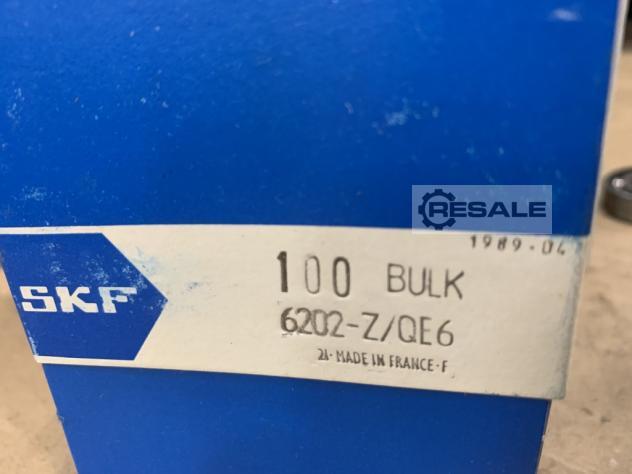 RESALE
1989-04
SKF
100 BULK
6202-Z/QE6
21·MADE IN FRANCE·F